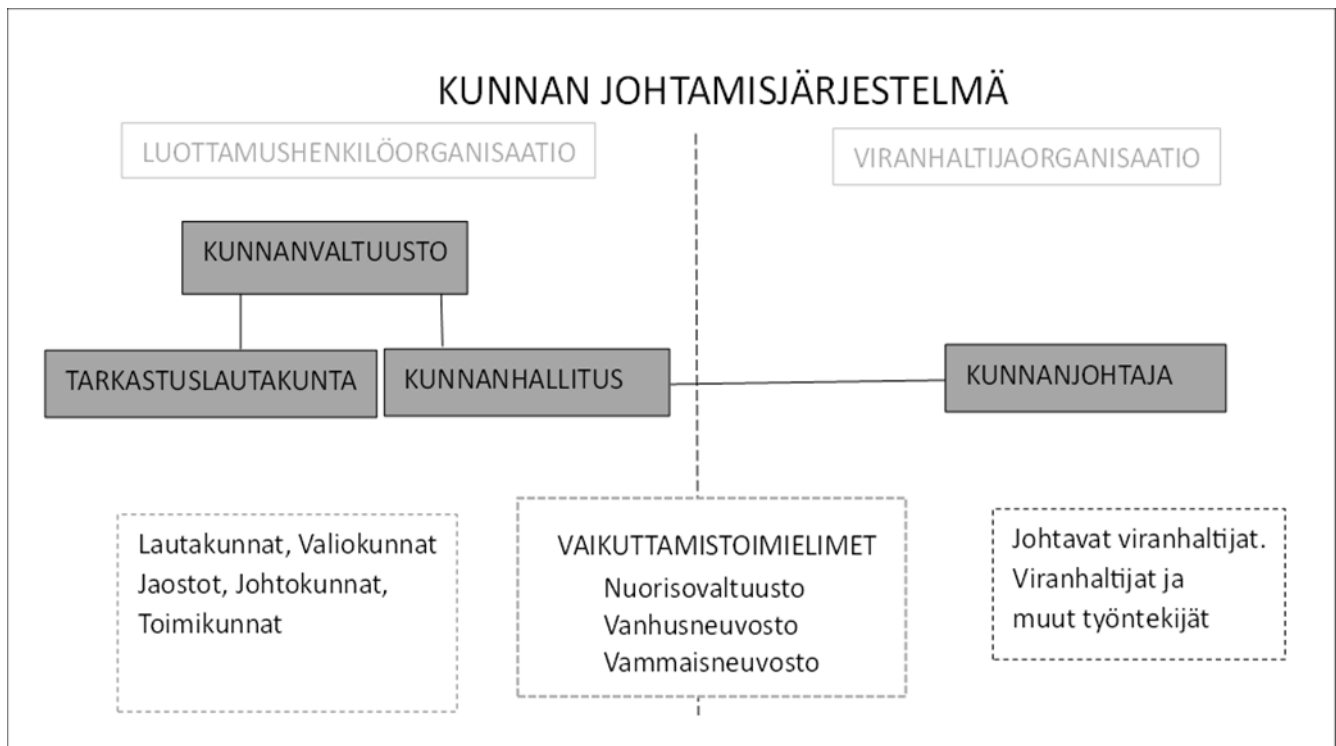 KUNNAN JOHTAMISJÄRJESTELMÄ
LUOTTAMUSHENKILÖORGANISAATIO
VIRANHALTIJAORGANISAATIO
KUNNANVALTUUSTO
TARKASTUSLAUTAKUNTA
KUNNANHALLITUS
KUNNANJOHTAJA
Lautakunnat, Valiokunnat
Jaostot, Johtokunnat,
Toimikunnat
VAIKUTTAMISTOIMIELIMET
Nuorisovaltuusto
Vanhusneuvosto
Vammaisneuvosto
Johtavat viranhaltijat.
Viranhaltijat ja
muut työntekijät